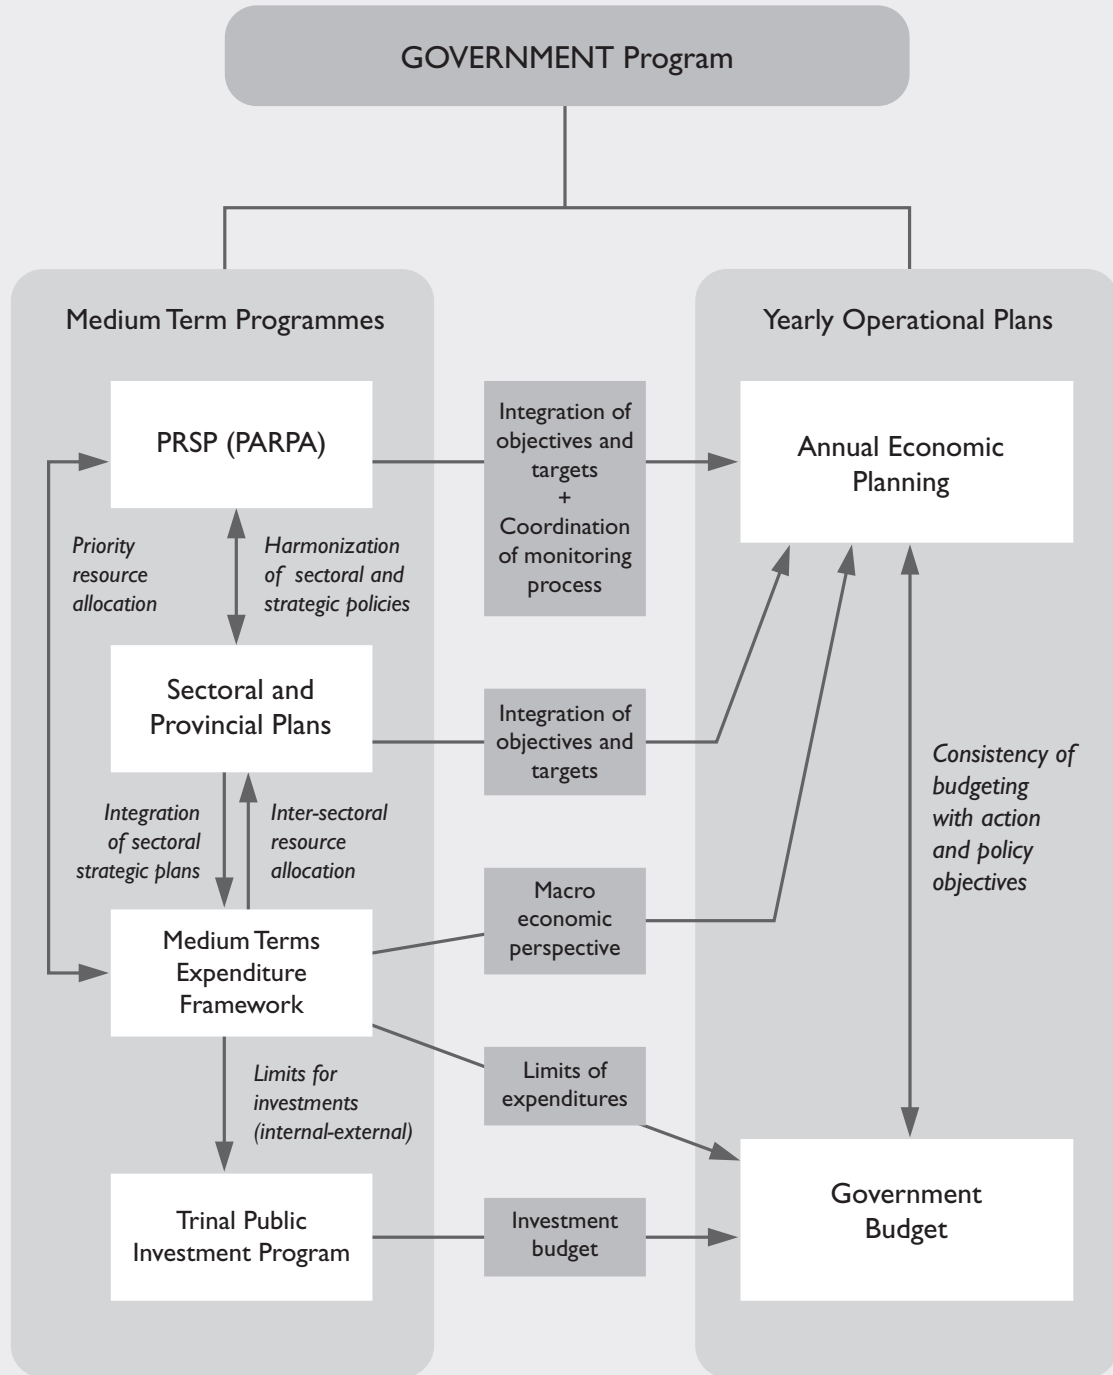 GOVERNMENT Program
Medium Term Programmes
PRSP (PARPA)
Priority
resource
allocation
Harmonization
of sectoral and
strategic policies
Sectoral and
Provincial Plans
Integration
of sectoral
strategic plans
Inter-sectoral
resource
allocation
Medium Terms
Expenditure
Framework
Limits for
investments
(internal-external)
Trinal Public
Investment Program
Integration of
objectives and
targets
+
Coordination
of monitoring
process
Integration of
objectives and
targets
Macro
economic
perspective
Limits of
expenditures
Investment
budget
Yearly Operational Plans
Annual Economic
Planning
Consistency of
budgeting
with action
and policy
objectives
Government
Budget